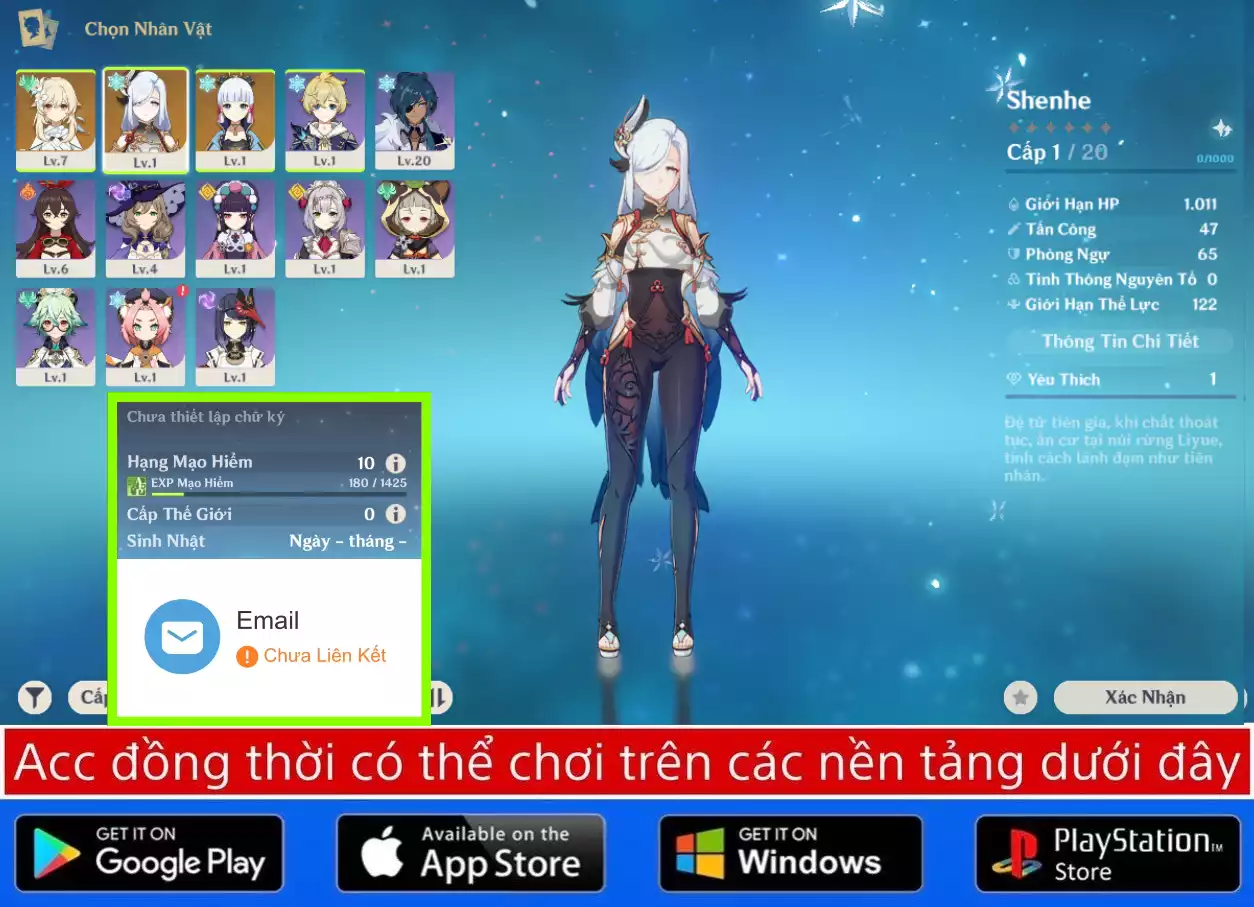 Chọn Nhân Vật
Lv.7
Lv.1
Lv.1
Lv.1
Lv.20
Lv.6
Lv.4
Lv.1
Lv.1
Lv.1
Lv.1
Lv.1
Lv.1
Chưa thiết lập chữ ký
Hạng Mạo Hiểm 10
EXP Mạo Hiểm 180 / 1425
Cấp Thế Giới 0
Sinh Nhật Ngày - tháng -
Email
Chưa Liên Kết
Shenhe
Cấp 1 / 20
0/1000
Giới Hạn HP 1.011
Tấn Công 47
Phòng Ngự 65
Tinh Thông Nguyên Tố 0
Giới Hạn Thể Lực 122
Thông Tin Chi Tiết
Yêu Thích 1
Đệ tử tiên gia, khí chất thoát
tục, ẩn cư tại núi rừng Liyue,
tính cách lạnh đạm như tiên
nhân.
Xác Nhận
Acc đồng thời có thể chơi trên các nền tảng dưới đây
GET IT ON
Google Play
Available on the
App Store
GET IT ON
Windows
PlayStation TM
Store